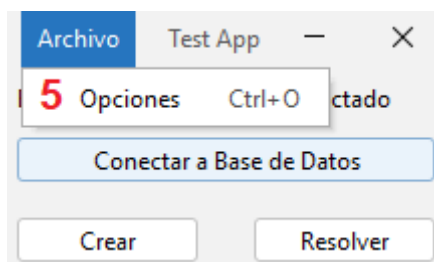 Archivo Test App
5 Opciones Ctrl+O ctado
Conectar a Base de Datos
Crear Resolver